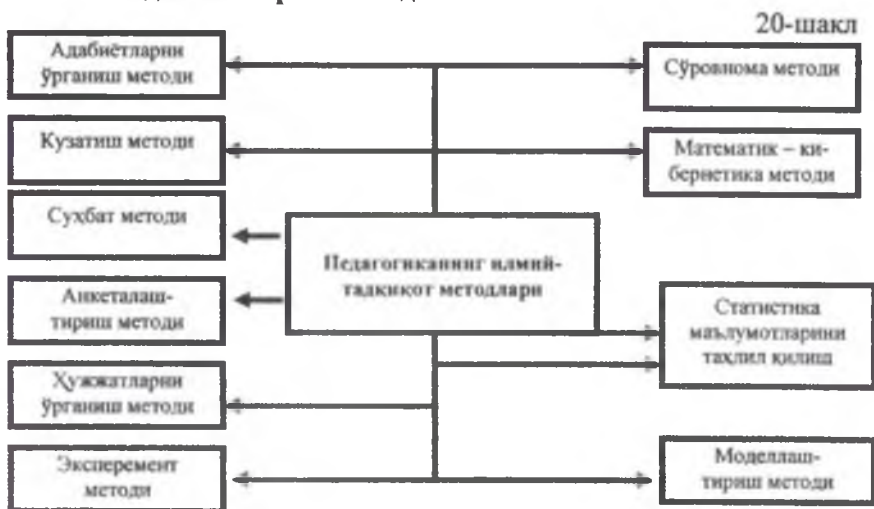 20-шакл
Адабиётларни
ўрганиш методи
Сўровнома методи
Кузатиш методи
Математик – ки-
бернетика методи
Сухбат методи
Педагогиканинг илмий-
тадқиқот методлари
Анкеталаш-
тириш методи
Статистика
маълумотларини
таҳлил қилиш
Ҳужжатларни
ўрганиш методи
Эксперемент
методи
Моделлаш-
тириш методи